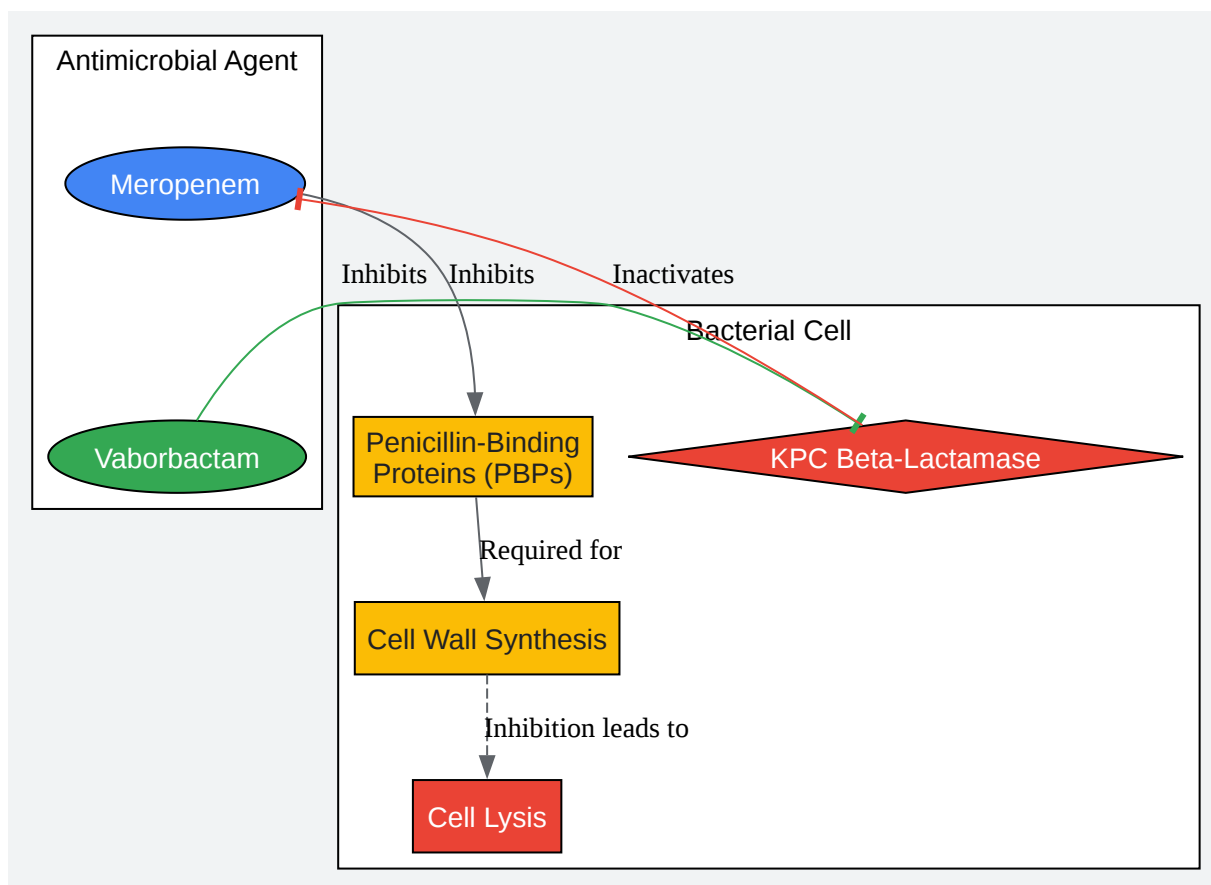 Antimicrobial Agent
Meropenem
Inhibits
Inhibits
Inactivates
Bacterial Cell
Vaborbactam
Penicillin-Binding
Proteins (PBPs)
KPC Beta-Lactamase
Required for
Cell Wall Synthesis
Inhibition leads to
Cell Lysis